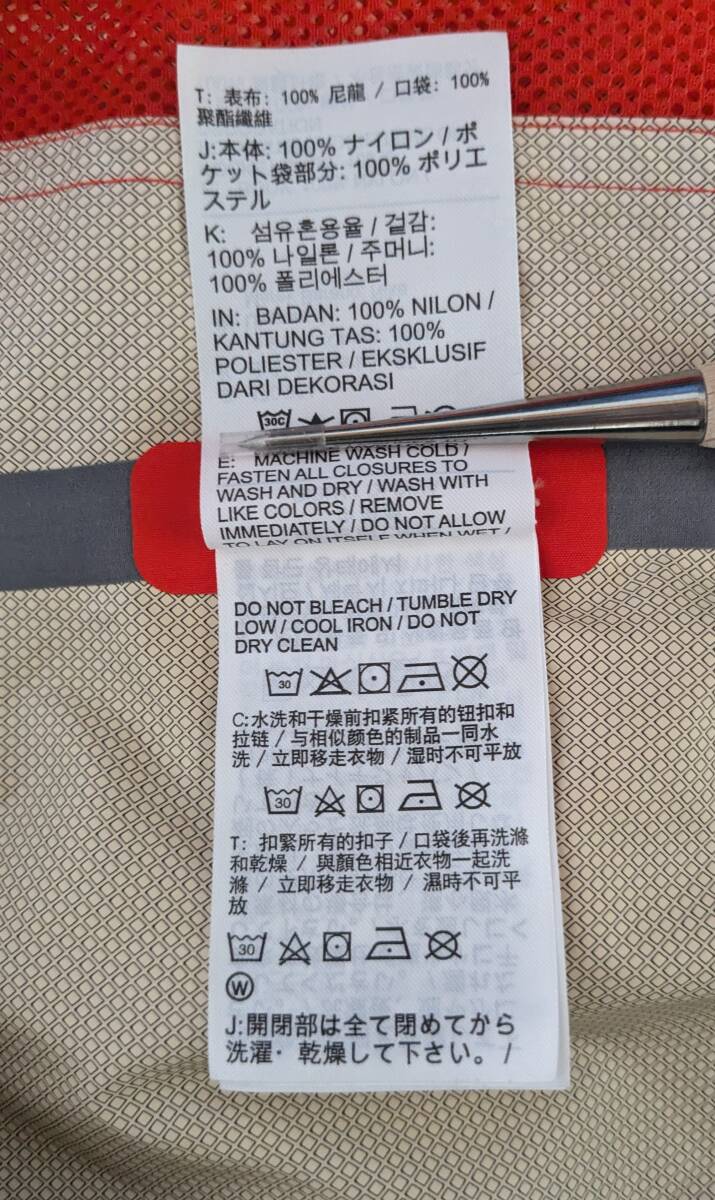 T: 表布: 100% 尼龍 / 口袋: 100%
聚酯纖維
J:本体: 100% ナイロン / ポ
ケット袋部分: 100% ポリエ
ステル
K: 섬유혼용율 / 겉감:
100% 나일론 / 주머니:
100% 폴리에스터
IN: BADAN: 100% NILON /
KANTUNG TAS: 100%
POLIESTER / EKSKLUSIF
DARI DEKORASI
30C
E: MACHINE WASH COLD /
FASTEN ALL CLOSURES TO
WASH AND DRY / WASH WITH
LIKE COLORS / REMOVE
IMMEDIATELY / DO NOT ALLOW
TO LAY ON ITSELF WHEN WET /
DO NOT BLEACH / TUMBLE DRY
LOW / COOL IRON / DO NOT
DRY CLEAN
30
C:水洗和干燥前扣紧所有的钮扣和
拉链 / 与相似颜色的制品一同水
洗 / 立即移走衣物 / 湿时不可平放
30
T: 扣緊所有的扣子 / 口袋後再洗滌
和乾燥 / 與顏色相近衣物一起洗
滌 / 立即移走衣物 / 濕時不可平
放
30
W
J:開閉部は全て閉めてから
洗濯・乾燥して下さい。 /